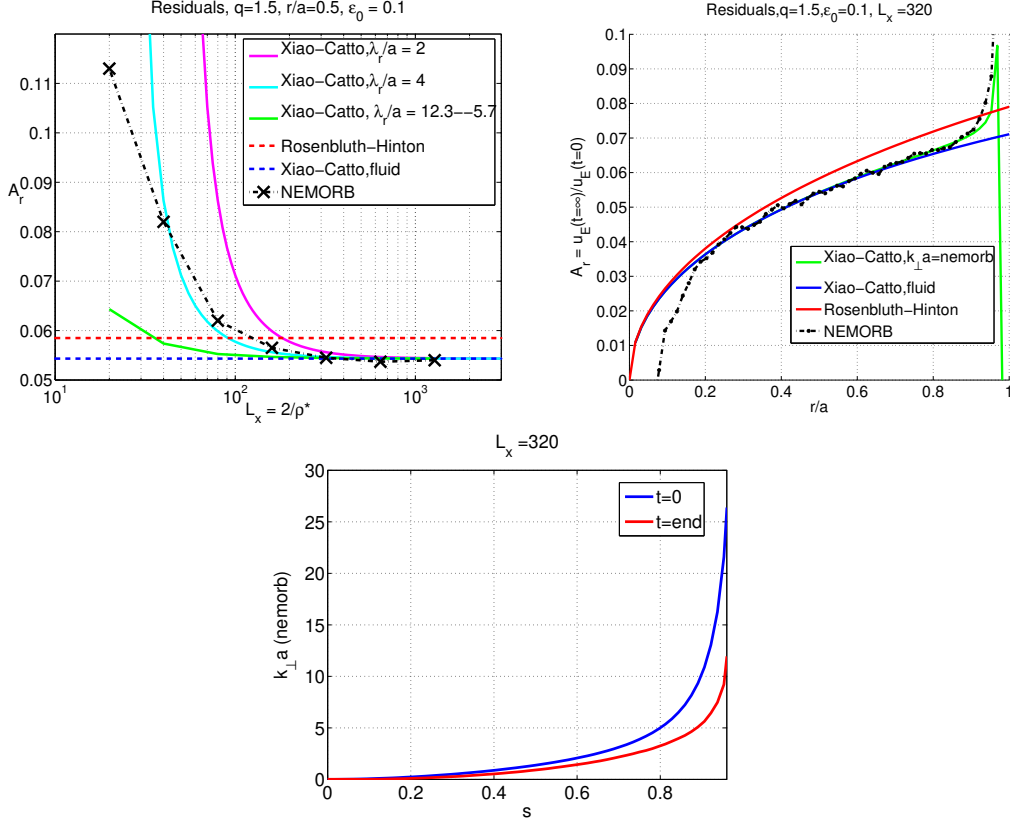 Residuals, q=1.5, r/a=0.5, ε0 = 0.1
0.11
0.1
0.09
A_r
0.08
0.07
0.06
0.05
10^1
10^2
10^3
L_x = 2/ρ*
Xiao−Catto,λ_r/a = 2
Xiao−Catto,λ_r/a = 4
Xiao−Catto, λ_r/a = 12.3−−5.7
Rosenbluth−Hinton
Xiao−Catto,fluid
NEMORB
Residuals,q=1.5,ε0=0.1, L_x =320
A_r = u_E(t=∞)/u_E(t=0)
0.09
0.08
0.07
0.06
0.05
0.04
0.03
0.02
0.01
0
0
0.2
0.4
0.6
0.8
1
r/a
Xiao−Catto,k_⊥a=nemorb
Xiao−Catto,fluid
Rosenbluth−Hinton
NEMORB
L_x =320
k_⊥ a (nemorb)
30
25
20
15
10
5
0
0
0.2
0.4
0.6
0.8
s
t=0
t=end